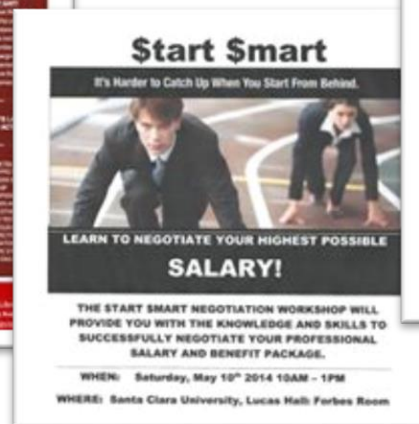 $tart $mart
It's Harder to Catch Up When You Start From Behind.
LEARN TO NEGOTIATE YOUR HIGHEST POSSIBLE
SALARY!
THE START SMART NEGOTIATION WORKSHOP WILL
PROVIDE YOU WITH THE KNOWLEDGE AND SKILLS TO
SUCCESSFULLY NEGOTIATE YOUR PROFESSIONAL
SALARY AND BENEFIT PACKAGE.
WHEN: Saturday, May 10th 2014 10AM – 1PM
WHERE: Santa Clara University, Lucas Hall: Forbes Room